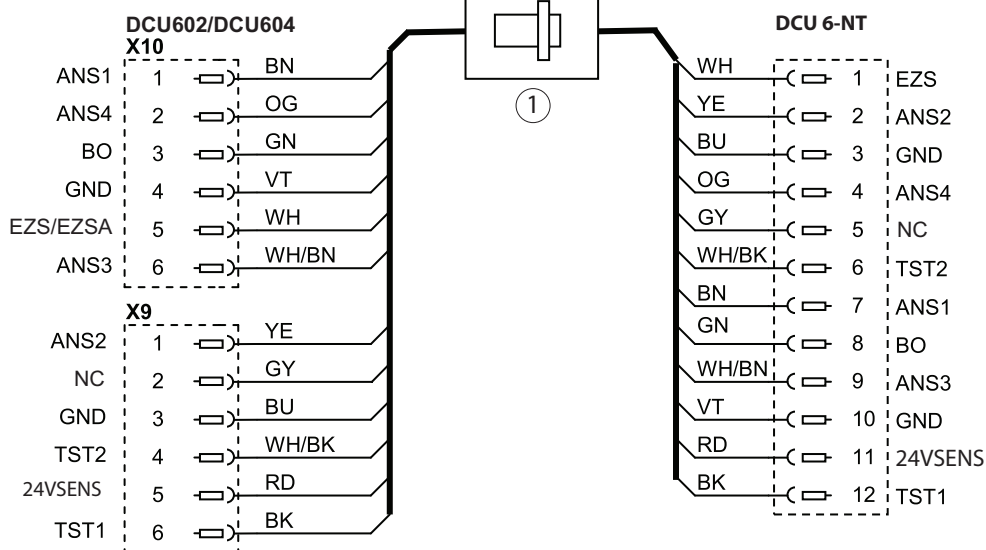 DCU602/DCU604
X10
ANS1 1 BN
ANS4 2 OG
BO 3 GN
GND 4 VT
EZS/EZSA 5 WH
ANS3 6 WH/BN
X9
ANS2 1 YE
NC 2 GY
GND 3 BU
TST2 4 WH/BK
24VSENS 5 RD
TST1 6 BK
1
DCU 6-NT
WH 1 EZS
YE 2 ANS2
BU 3 GND
OG 4 ANS4
GY 5 NC
WH/BK 6 TST2
BN 7 ANS1
GN 8 BO
WH/BN 9 ANS3
VT 10 GND
RD 11 24VSENS
BK 12 TST1